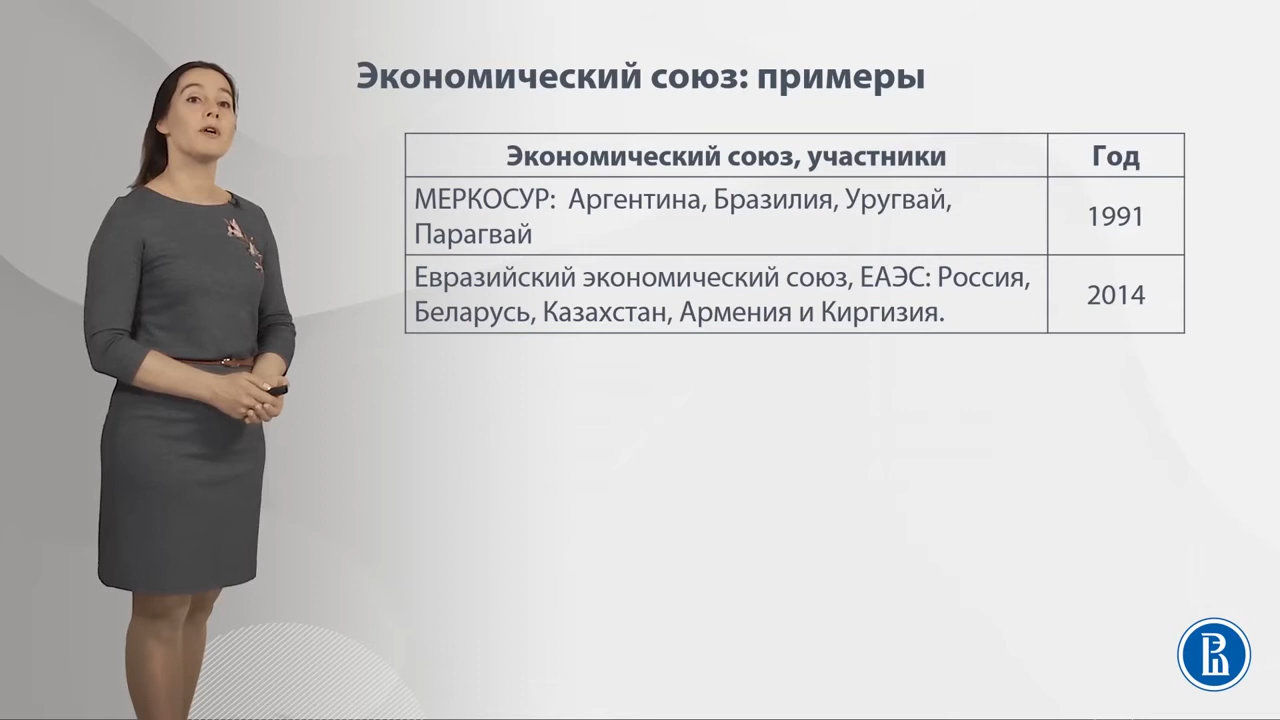 Экономический союз: примеры
Экономический союз, участники
Год
МЕРКОСУР: Аргентина, Бразилия, Уругвай,
Парагвай
1991
Евразийский экономический союз, ЕАЭС: Россия,
Беларусь, Казахстан, Армения и Киргизия.
2014